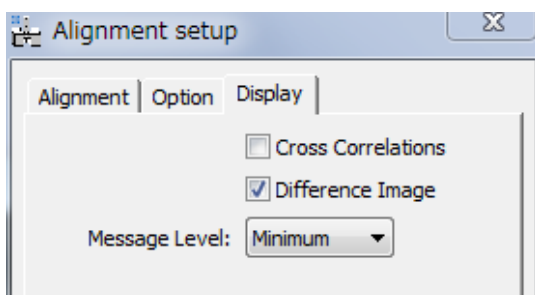 Alignment setup
Alignment Option Display
Cross Correlations
Difference Image
Message Level: Minimum